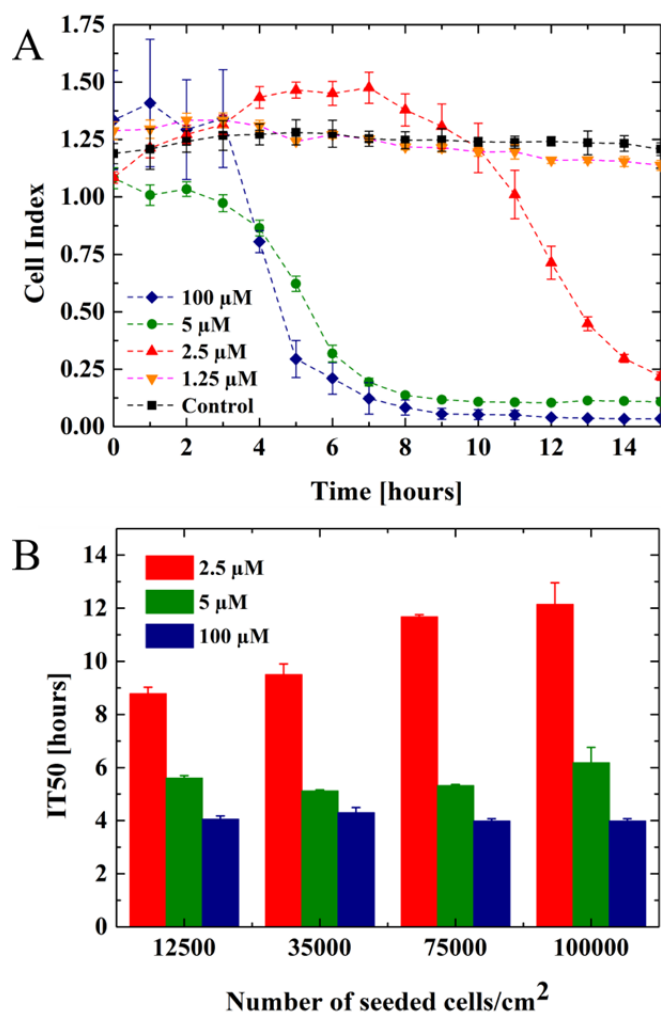 A
1.75
1.50
1.25
1.00
0.75
0.50
0.25
0.00
Cell Index
100 µM
5 µM
2.5 µM
1.25 µM
Control
0 2 4 6 8 10 12 14
Time [hours]
B
14
12
10
8
6
4
2
0
IT50 [hours]
2.5 µM
5 µM
100 µM
12500 35000 75000 100000
Number of seeded cells/cm²